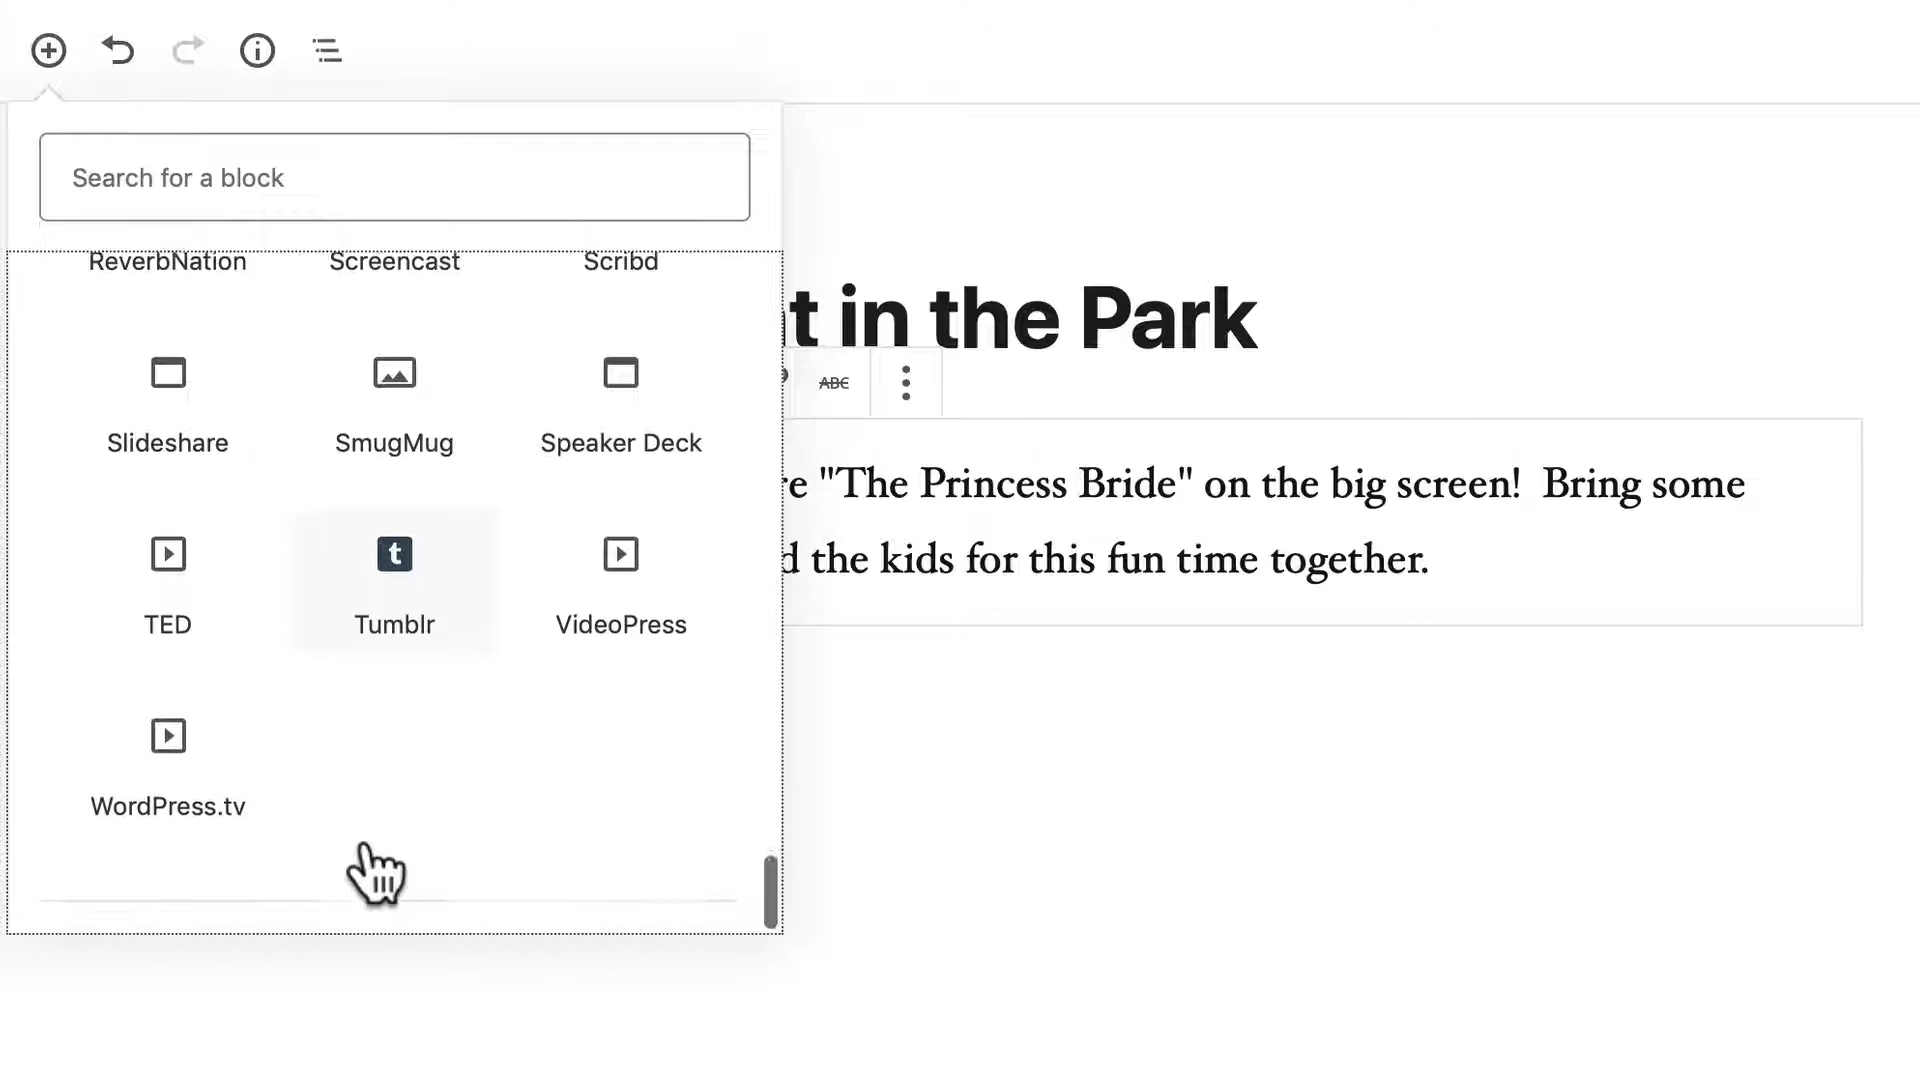 Search for a block
ReverbNation Screencast Scribd
t in the Park
ABC
Slideshare SmugMug Speaker Deck
"The Princess Bride" on the big screen! Bring some
the kids for this fun time together.
t
TED Tumblr VideoPress
WordPress.tv